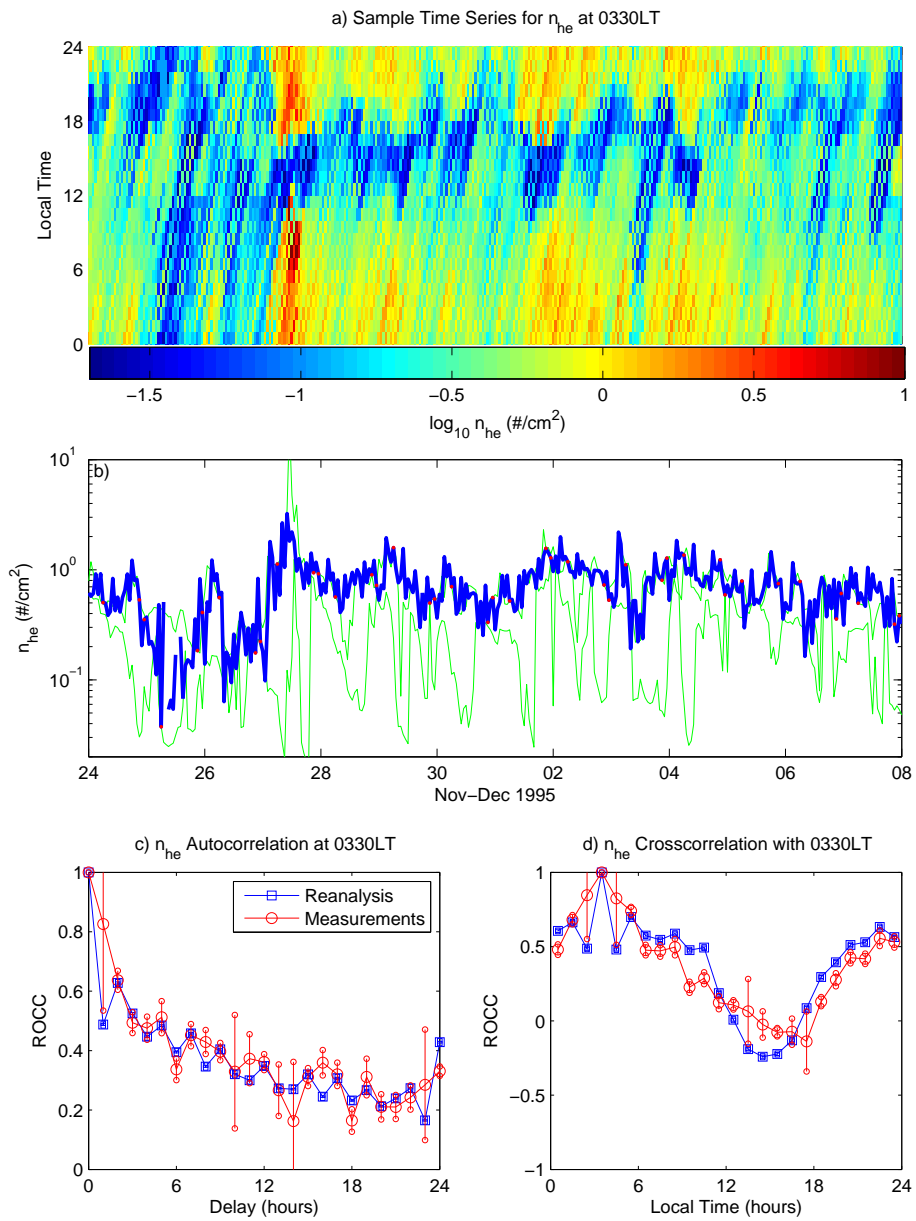 a) Sample Time Series for n_he at 0330LT
24
18
12
6
0
Local Time
−1.5 −1 −0.5 0 0.5 1
log10 n_he (#/cm^2)
b)
10^1
10^0
10^−1
n_he (#/cm^2)
24 26 28 30 02 04 06 08
Nov−Dec 1995
c) n_he Autocorrelation at 0330LT
1
0.8
0.6
0.4
0.2
0
ROCC
Reanalysis
Measurements
0 6 12 18 24
Delay (hours)
d) n_he Crosscorrelation with 0330LT
1
0.5
0
−0.5
−1
ROCC
0 6 12 18 24
Local Time (hours)